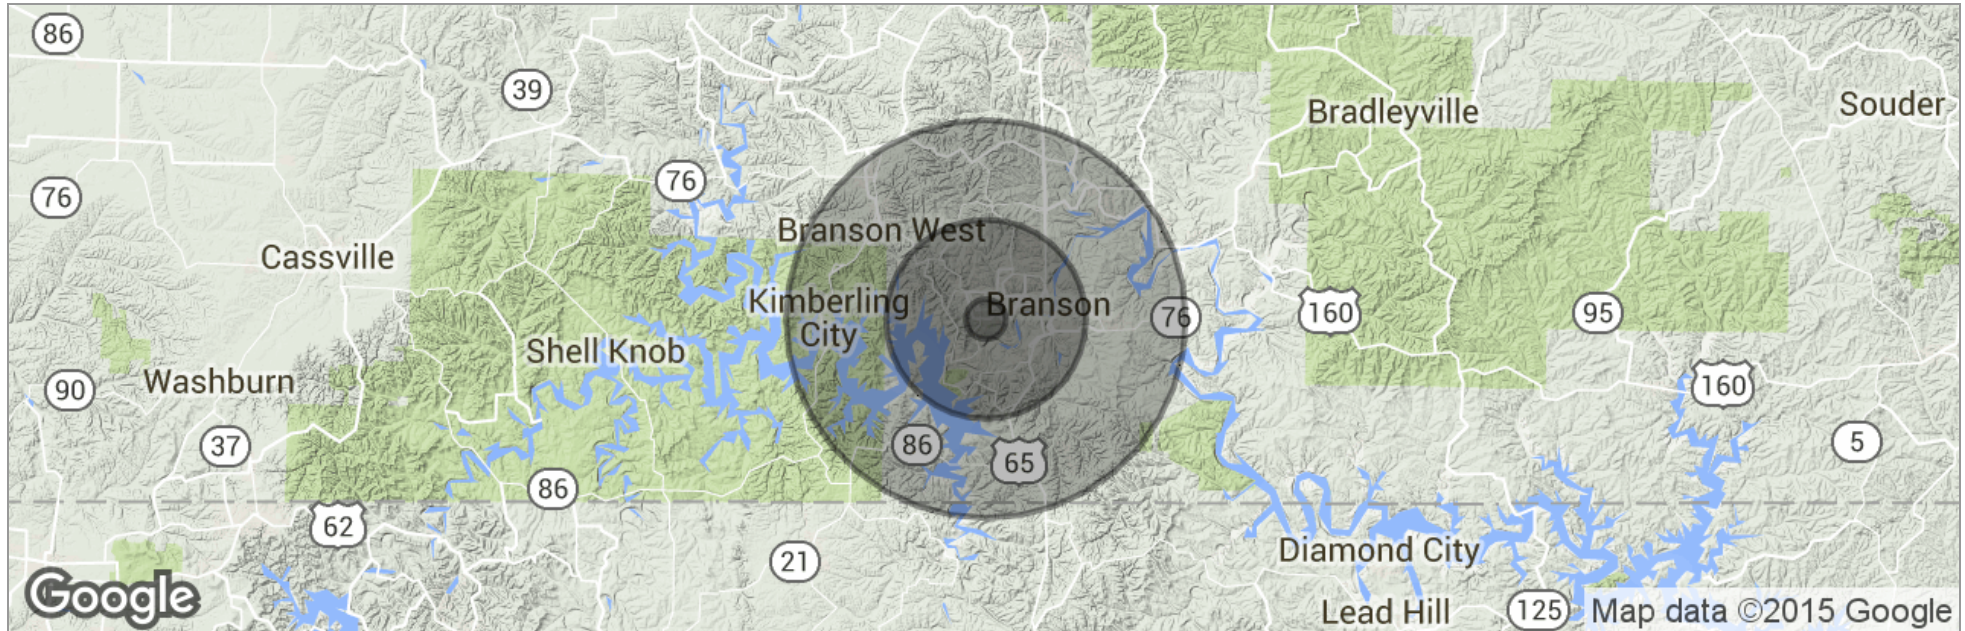 86
39
Bradleyville
Souder
76
76
Branson West
Cassville
Kimberling
City
Branson
76
160
95
Shell Knob
Washburn
90
160
37
86
65
5
86
62
21
Diamond City
Google
Lead Hill
125
Map data ©2015 Google